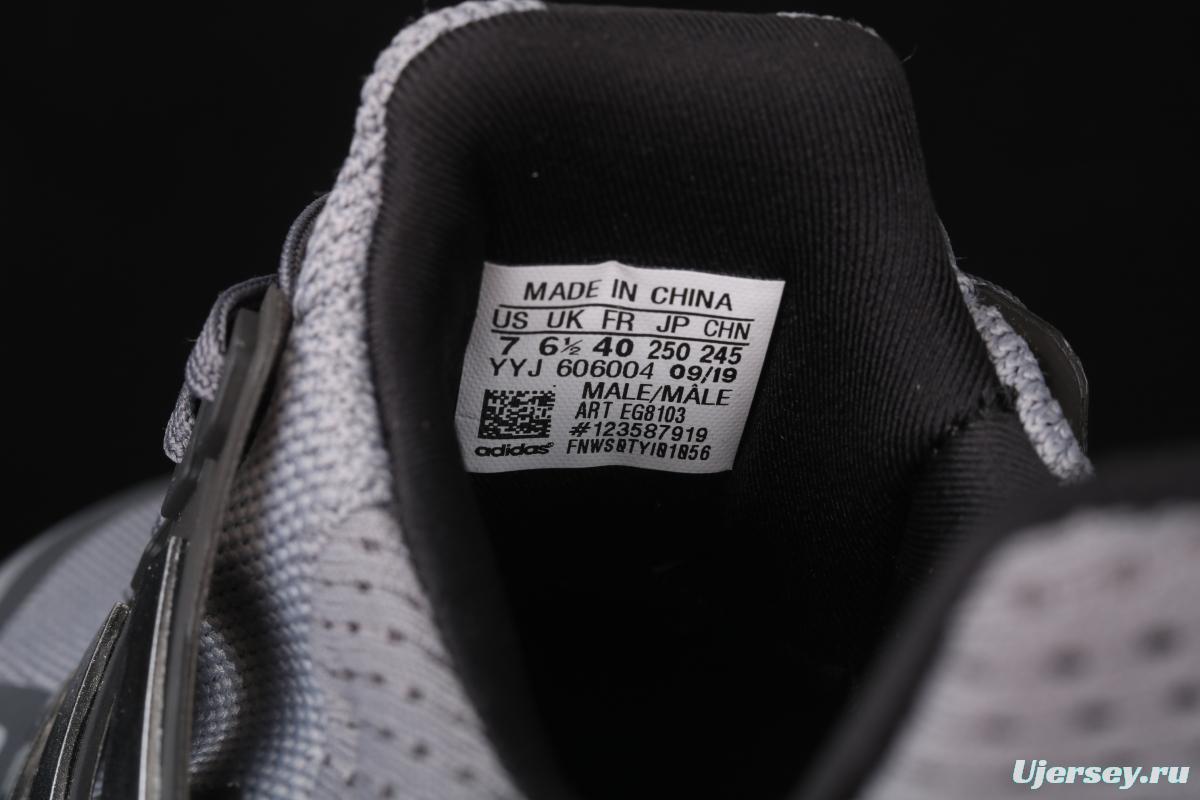 MADE IN CHINA
US UK FR JP CHN
7 6½ 40 250 245
YYJ 606004 09/19
MALE/MÂLE
ART EG8103
#123587919
adidas FNWS0TYI01056
Ujersey.ru